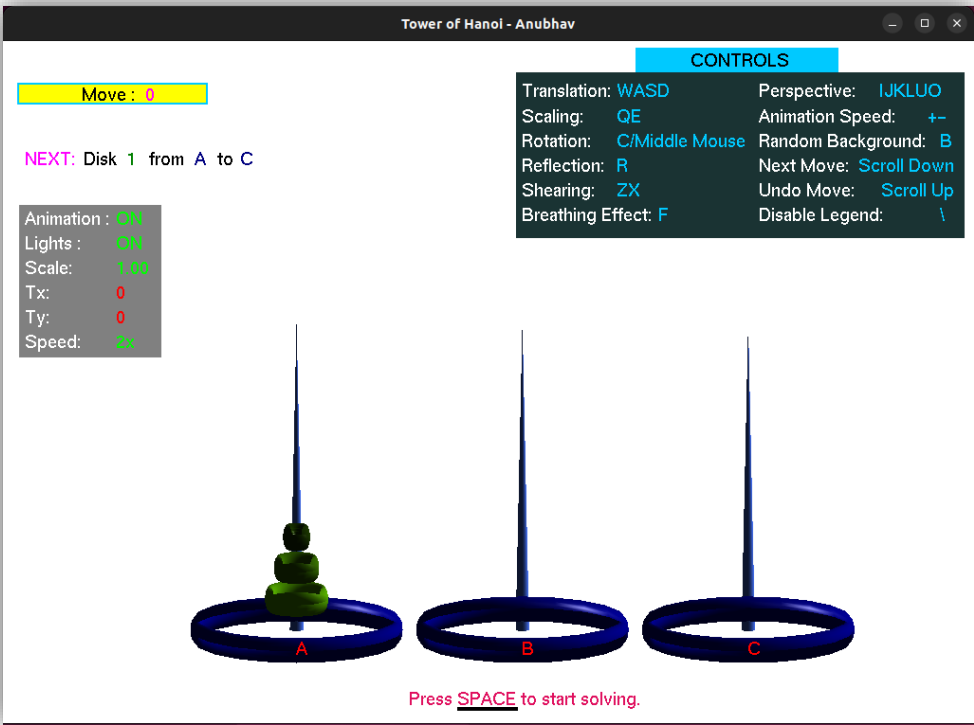 Tower of Hanoi - Anubhav
CONTROLS
Move : 0
Translation: WASD Perspective: IJKLUO
Scaling: QE Animation Speed: +-
Rotation: C/Middle Mouse Random Background: B
Reflection: R Next Move: Scroll Down
Shearing: ZX Undo Move: Scroll Up
Breathing Effect: F Disable Legend: \
NEXT: Disk 1 from A to C
Animation : ON
Lights : ON
Scale: 1.00
Tx: 0
Ty: 0
Speed: 2x
A B C
Press SPACE to start solving.